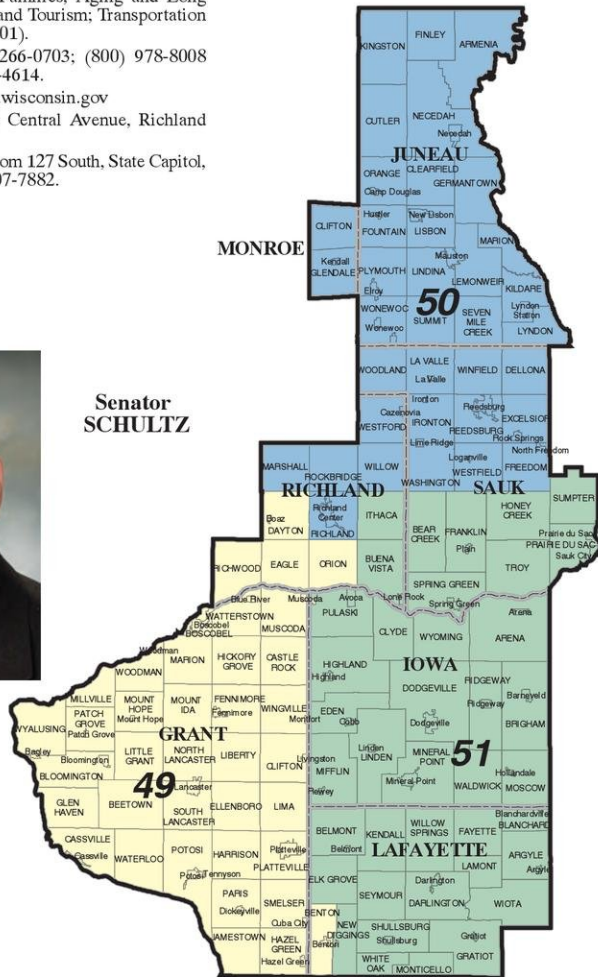 Families, Aging and Long
and Tourism; Transportation
01).
266-0703; (800) 978-8008
-4614.
wisconsin.gov
Central Avenue, Richland
om 127 South, State Capitol,
07-7882.
Senator
SCHULTZ
KINGSTON
FINLEY
ARMENIA
CUTLER
NECEDAH
Necedah
JUNEAU
ORANGE
CLEARFIELD
GERMANTOWN
Camp Douglas
Hustler
New Lisbon
CLIFTON
FOUNTAIN
LISBON
MARION
MONROE
Kendall
GLENDALE
PLYMOUTH
LINDINA
Mauston
LEMONWEIR
KILDARE
Elroy
50
Lyndon
Station
WONEWOC
Wonewoc
SUMMIT
SEVEN
MILE
CREEK
LYNDON
WOODLAND
LA VALLE
La Valle
WINFIELD
DELLONA
Ironton
Cazenovia
Reedsburg
WESTFORD
IRONTON
REEDSBURG
EXCELSIOR
Lime Ridge
Rock Springs
Loganville
North Freedom
MARSHALL
ROCKBRIDGE
WILLOW
WASHINGTON
WESTFIELD
FREEDOM
RICHLAND
SAUK
Richland
Center
RICHLAND
Boaz
DAYTON
ITHACA
BEAR
CREEK
FRANKLIN
Plain
HONEY
CREEK
SUMPTER
Prairie du Sac
PRAIRIE DU SAC
Sauk City
TROY
RICHWOOD
EAGLE
ORION
BUENA
VISTA
SPRING GREEN
Blue River
Muscoda
Avoca
Lone Rock
Spring Green
Arena
WATTERSTOWN
Boscobel
BOSCOBEL
MUSCODA
PULASKI
CLYDE
WYOMING
ARENA
Woodman
WOODMAN
MARION
HICKORY
GROVE
CASTLE
ROCK
HIGHLAND
Highland
IOWA
DODGEVILLE
RIDGEWAY
Ridgeway
Barneveld
MILLVILLE
MOUNT
HOPE
Mount Hope
MOUNT
IDA
FENNIMORE
Fennimore
WINGVILLE
Montfort
EDEN
Cobb
Dodgeville
BRIGHAM
WYALUSING
PATCH
GROVE
Patch Grove
GRANT
Bagley
Bloomington
BLOOMINGTON
LITTLE
GRANT
NORTH
LANCASTER
LIBERTY
CLIFTON
Livingston
MIFFLIN
Linden
LINDEN
MINERAL
POINT
51
Hollandale
49
Lancaster
Rewey
Mineral Point
WALDWICK
MOSCOW
GLEN
HAVEN
BEETOWN
SOUTH
LANCASTER
ELLENBORO
LIMA
Blanchardville
BLANCHARD
CASSVILLE
Cassville
WATERLOO
POTOSI
HARRISON
Platteville
PLATTEVILLE
BELMONT
Belmont
KENDALL
WILLOW
SPRINGS
FAYETTE
LAFAYETTE
LAMONT
ARGYLE
Argyle
Potosi
Tennyson
ELK GROVE
Darlington
PARIS
Dickeyville
SMELSER
Cuba City
SEYMOUR
DARLINGTON
WIOTA
BENTON
Benton
NEW
DIGGINGS
SHULLSBURG
Shullsburg
Gratiot
GRATIOT
JAMESTOWN
HAZEL
GREEN
Hazel Green
WHITE
OAK
MONTICELLO